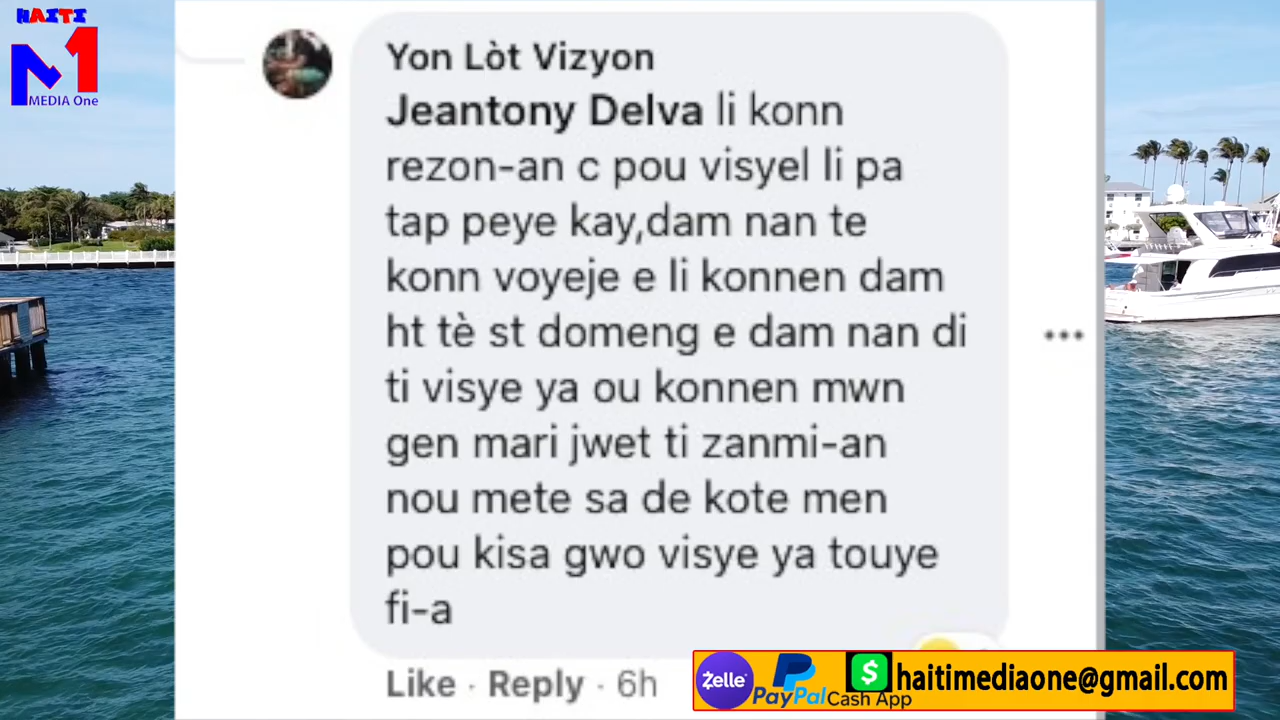 HAITI
M1
MEDIA One
Yon Lòt Vizyon
Jeantony Delva li konn
rezon-an c pou visyel li pa
tap peye kay,dam nan te
konn voyeje e li konnen dam
ht tè st domeng e dam nan di
ti visye ya ou konnen mwn
gen mari jwet ti zanmi-an
nou mete sa de kote men
pou kisa gwo visye ya touye
fi-a
Like · Reply · 6h
Zelle
PayPal
$
Cash App
haitimediaone@gmail.com